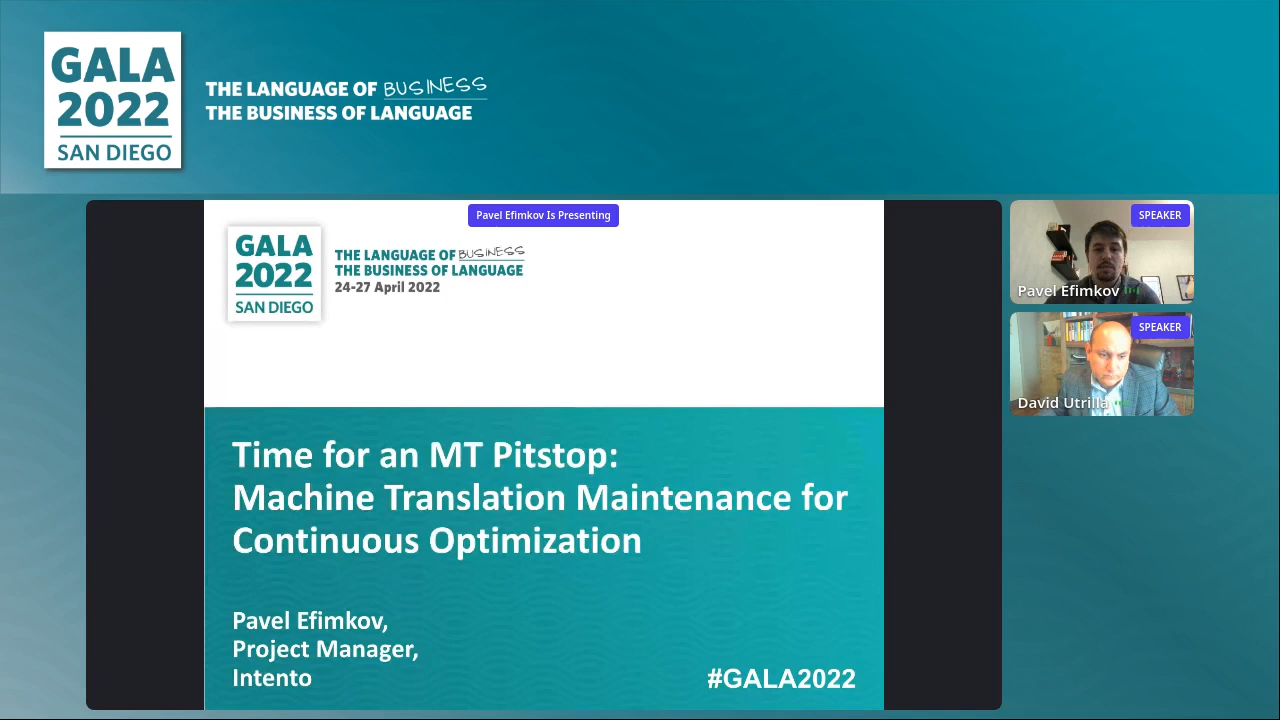 GALA
2022
SAN DIEGO
THE LANGUAGE OF BUSINESS
THE BUSINESS OF LANGUAGE
Pavel Efimkov Is Presenting
GALA
2022
SAN DIEGO
THE LANGUAGE OF BUSINESS
THE BUSINESS OF LANGUAGE
24-27 April 2022
Time for an MT Pitstop:
Machine Translation Maintenance for
Continuous Optimization
Pavel Efimkov,
Project Manager,
Intento
#GALA2022
SPEAKER
Pavel Efimkov
SPEAKER
David Utrilla